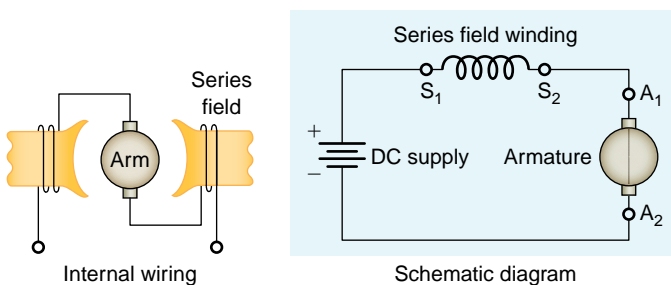 Series
field
Arm
Internal wiring
Series field winding
S1
S2
A1
+
DC supply
Armature
−
A2
Schematic diagram